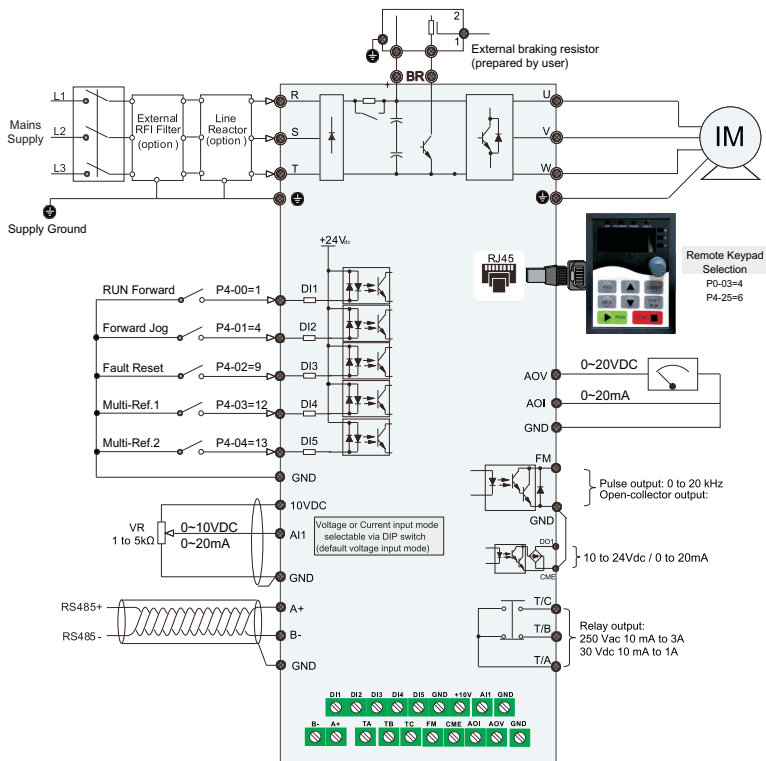 2
1
External braking resistor
(prepared by user)
+
BR
L1
L2
L3
Mains
Supply
External
RFI Filter
(option )
Line
Reactor
(option )
R
S
T
U
V
W
IM
Supply Ground
+24Vdc
RUN Forward
P4-00=1
DI1
Forward Jog
P4-01=4
DI2
Fault Reset
P4-02=9
DI3
Multi-Ref.1
P4-03=12
DI4
Multi-Ref.2
P4-04=13
DI5
GND
RJ45
PRG
ENTER
MF.K
SHIFT
RUN
STOP
Remote Keypad
Selection
P0-03=4
P4-25=6
AOV
0~20VDC
AOI
0~20mA
GND
FM
Pulse output: 0 to 20 kHz
Open-collector output:
GND
DO1
10 to 24Vdc / 0 to 20mA
CME
10VDC
VR
1 to 5kΩ
0~10VDC
0~20mA
AI1
Voltage or Current input mode
selectable via DIP switch
(default voltage input mode)
GND
RS485+
A+
RS485 -
B-
GND
T/C
T/B
T/A
Relay output:
250 Vac 10 mA to 3A
30 Vdc 10 mA to 1A
DI1 DI2 DI3 DI4 DI5 GND +10V AI1 GND
B- A+ TA TB TC FM CME AOI AOV GND